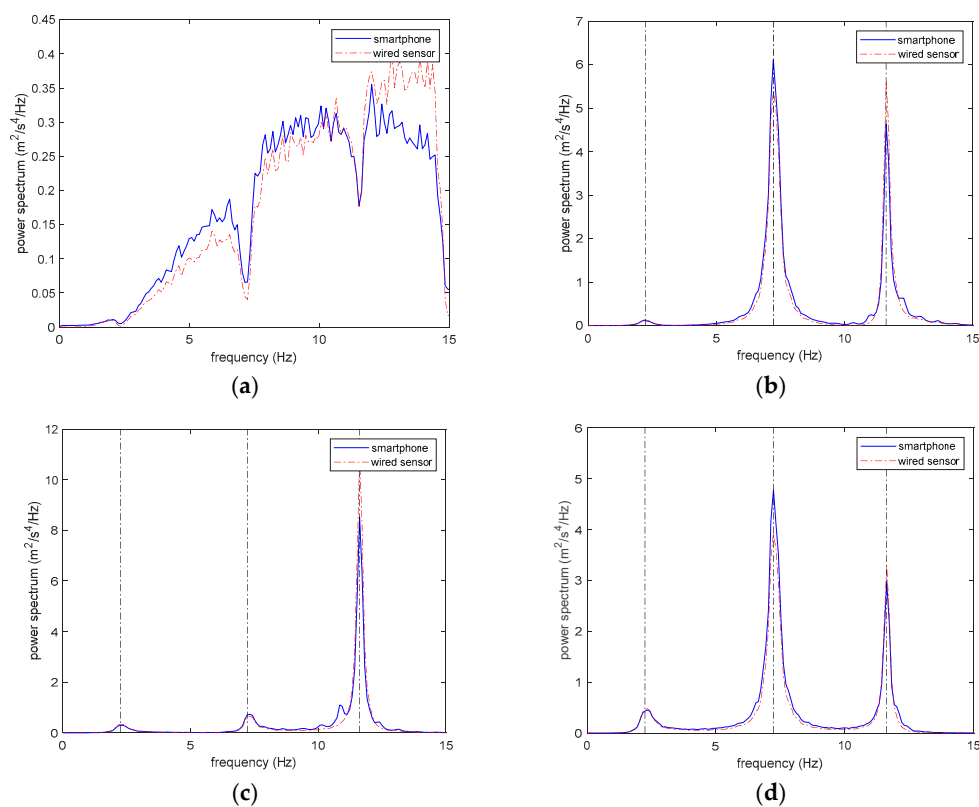 smartphone
wired sensor
power spectrum (m²/s⁴/Hz)
0.45
0.4
0.35
0.3
0.25
0.2
0.15
0.1
0.05
0
0 5 10 15
frequency (Hz)
(a)
smartphone
wired sensor
power spectrum (m²/s⁴/Hz)
7
6
5
4
3
2
1
0
0 5 10 15
frequency (Hz)
(b)
smartphone
wired sensor
power spectrum (m²/s⁴/Hz)
12
10
8
6
4
2
0
0 5 10 15
frequency (Hz)
(c)
smartphone
wired sensor
power spectrum (m²/s⁴/Hz)
6
5
4
3
2
1
0
0 5 10 15
frequency (Hz)
(d)